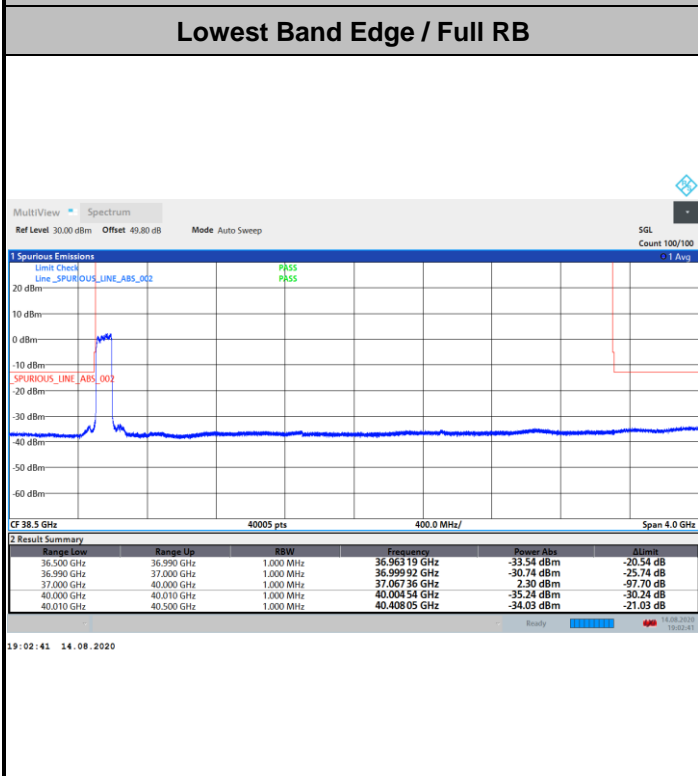 Lowest Band Edge / Full RB
MultiView Spectrum
Ref Level 30.00 dBm Offset 49.80 dB Mode Auto Sweep SGL
Count 100/100
1 Spurious Emissions 1 Avg
Limit Check PASS
Line _SPURIOUS_LINE_ABS_002 PASS
20 dBm
10 dBm
0 dBm
-10 dBm
_SPURIOUS_LINE_ABS_002
-20 dBm
-30 dBm
-40 dBm
-50 dBm
-60 dBm
CF 38.5 GHz 40005 pts 400.0 MHz/ Span 4.0 GHz
2 Result Summary
Range Low Range Up RBW Frequency Power Abs ΔLimit
36.500 GHz 36.990 GHz 1.000 MHz 36.963 19 GHz -33.54 dBm -20.54 dB
36.990 GHz 37.000 GHz 1.000 MHz 36.999 92 GHz -30.74 dBm -25.74 dB
37.000 GHz 40.000 GHz 1.000 MHz 37.067 36 GHz 2.30 dBm -97.70 dB
40.000 GHz 40.010 GHz 1.000 MHz 40.004 54 GHz -35.24 dBm -30.24 dB
40.010 GHz 40.500 GHz 1.000 MHz 40.408 05 GHz -34.03 dBm -21.03 dB
Ready 14.08.2020
19:02:41
19:02:41 14.08.2020